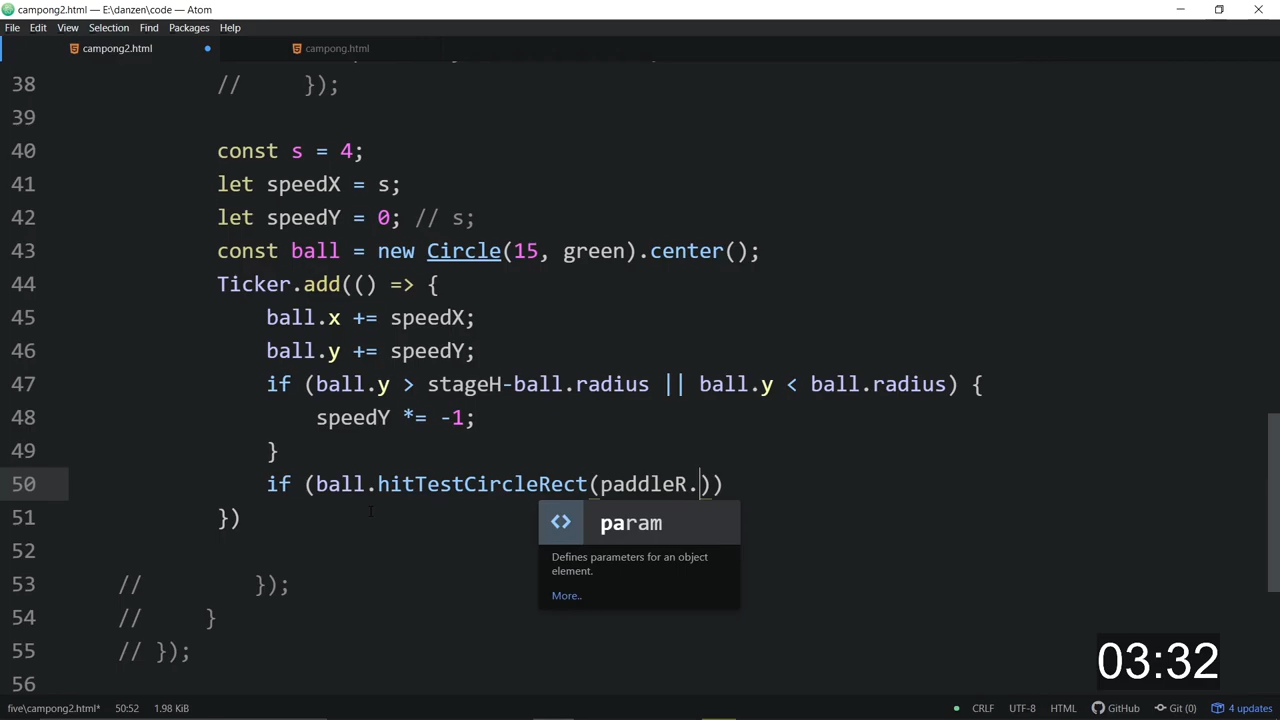 campong2.html — E:\danzen\code — Atom
File Edit View Selection Find Packages Help
campong2.html campong.html
38 // });
39
40 const s = 4;
41 let speedX = s;
42 let speedY = 0; // s;
43 const ball = new Circle(15, green).center();
44 Ticker.add(() => {
45 ball.x += speedX;
46 ball.y += speedY;
47 if (ball.y > stageH-ball.radius || ball.y < ball.radius) {
48 speedY *= -1;
49 }
50 if (ball.hitTestCircleRect(paddleR.))
51 })
<> param
52
Defines parameters for an object
element.
53 // });
More..
54 // }
55 // });
03:32
56
five\campong2.html* 50:52 1.98 KiB CRLF UTF-8 HTML GitHub Git (0) 4 updates